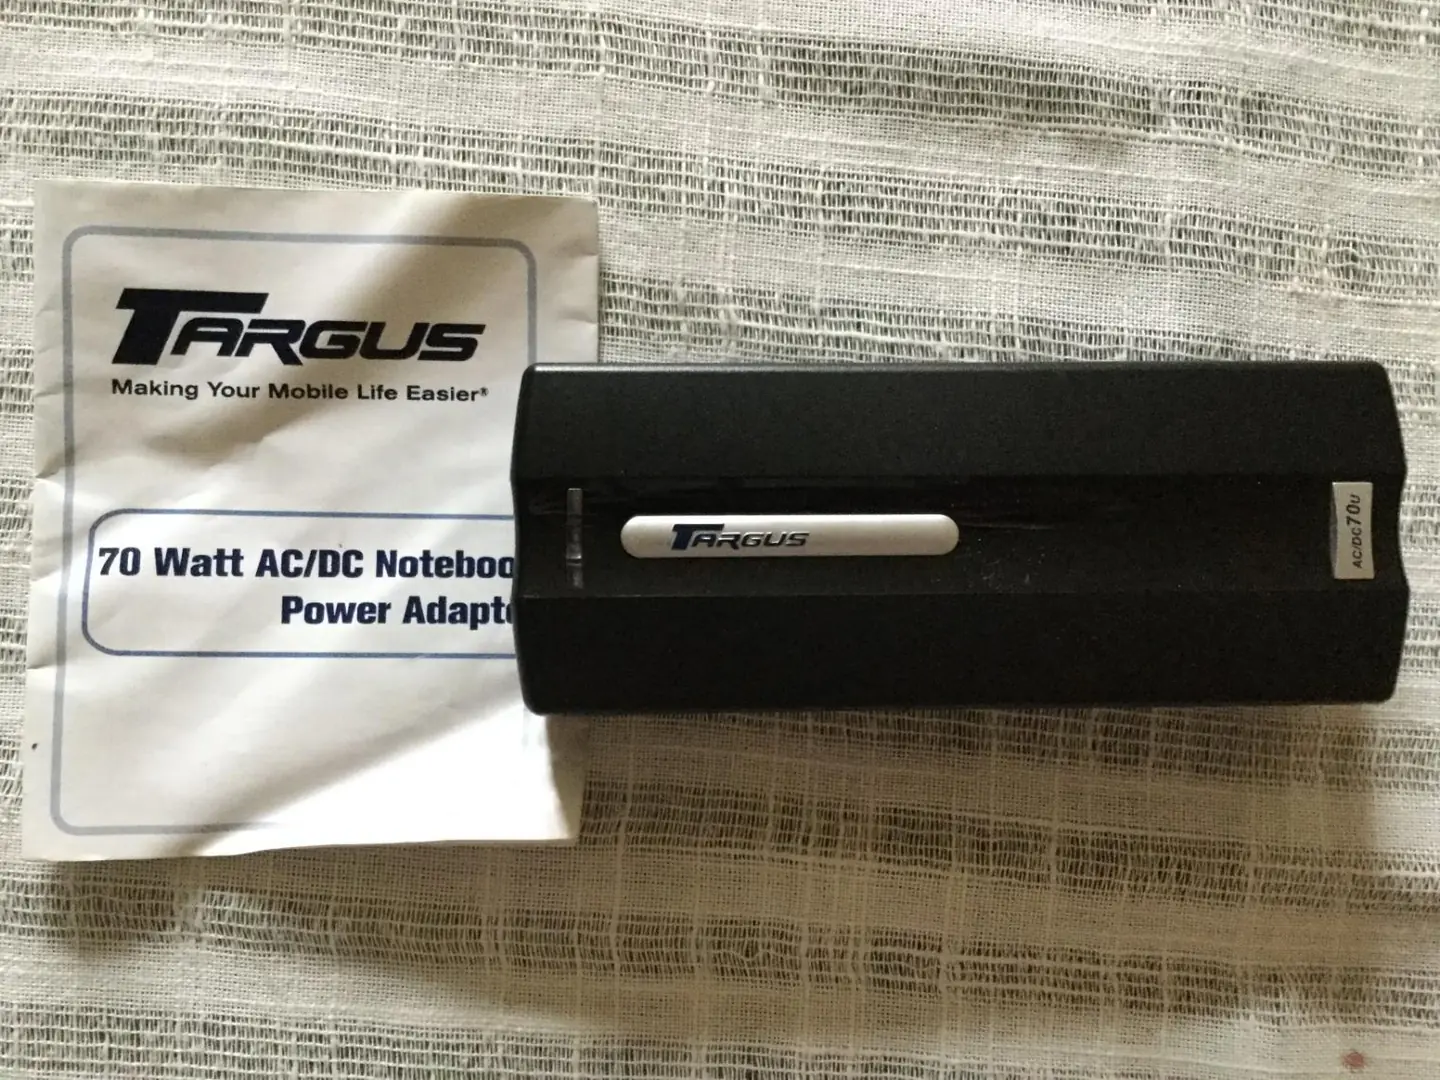 TARGUS
Making Your Mobile Life Easier®
70 Watt AC/DC Noteboo
Power Adapt
TARGUS
AC/DC70U